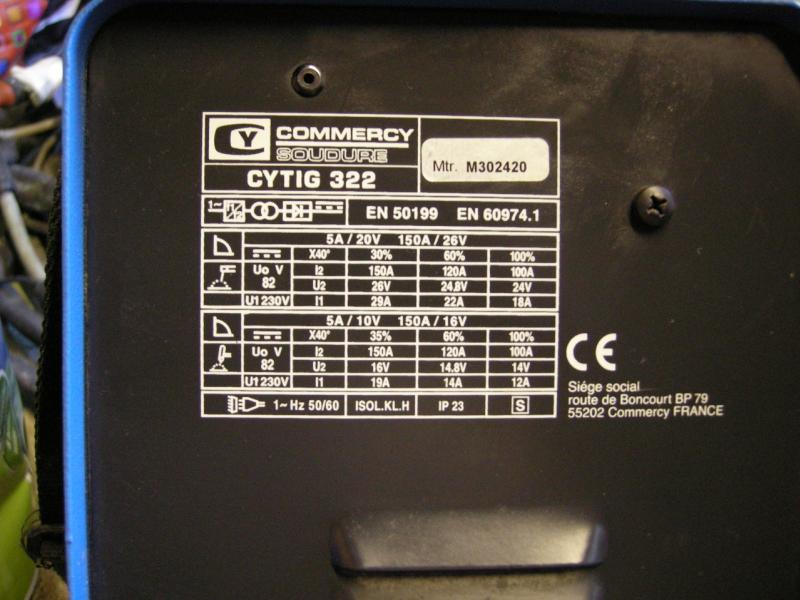 CY COMMERCY
SOUDURE
CYTIG 322
Mtr. M302420
1~ EN 50199 EN 60974.1
5A / 20V 150A / 26V
X40° 30% 60% 100%
Uo V I2 150A 120A 100A
82 U2 26V 24.8V 24V
U1 230V I1 29A 22A 18A
5A / 10V 150A / 16V
X40° 35% 60% 100%
Uo V I2 150A 120A 100A
82 U2 16V 14.8V 14V
U1 230V I1 19A 14A 12A
1~ Hz 50/60 ISOL.KL.H IP 23 S
CE
Siége social
route de Boncourt BP 79
55202 Commercy FRANCE